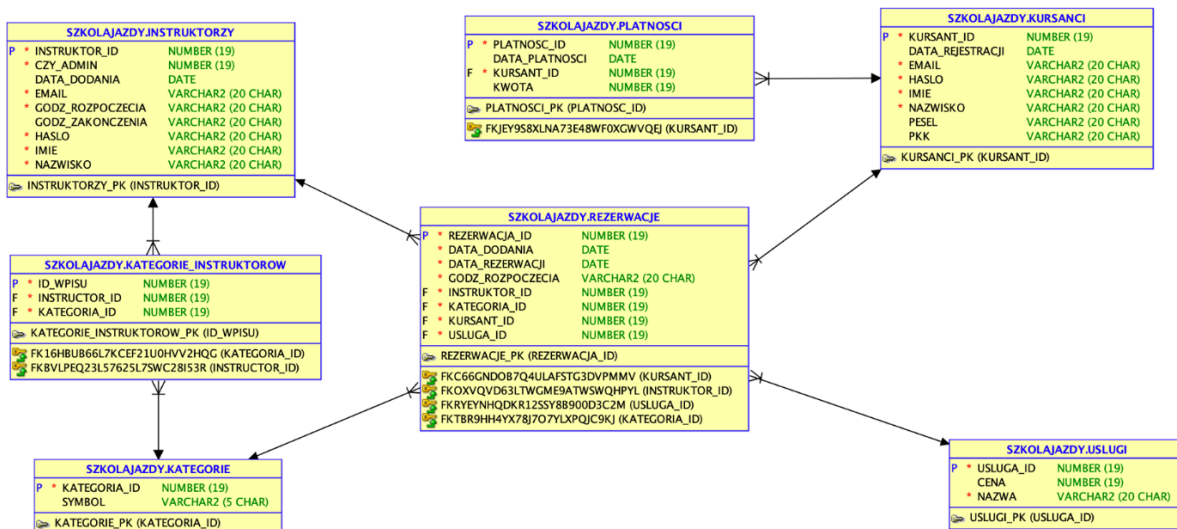 SZKOLAJAZDY.INSTRUKTORZY
P * INSTRUKTOR_ID NUMBER (19)
* CZY_ADMIN NUMBER (19)
DATA_DODANIA DATE
* EMAIL VARCHAR2 (20 CHAR)
* GODZ_ROZPOCZECIA VARCHAR2 (20 CHAR)
GODZ_ZAKONCZENIA VARCHAR2 (20 CHAR)
* HASLO VARCHAR2 (20 CHAR)
* IMIE VARCHAR2 (20 CHAR)
* NAZWISKO VARCHAR2 (20 CHAR)
INSTRUKTORZY_PK (INSTRUKTOR_ID)
SZKOLAJAZDY.PLATNOSCI
P * PLATNOSC_ID NUMBER (19)
DATA_PLATNOSCI DATE
F * KURSANT_ID NUMBER (19)
KWOTA NUMBER (19)
PLATNOSCI_PK (PLATNOSC_ID)
FKJEY9S8XLNA73E48WF0XGWVQEJ (KURSANT_ID)
SZKOLAJAZDY.KURSANCI
P * KURSANT_ID NUMBER (19)
DATA_REJESTRACJI DATE
* EMAIL VARCHAR2 (20 CHAR)
* HASLO VARCHAR2 (20 CHAR)
* IMIE VARCHAR2 (20 CHAR)
* NAZWISKO VARCHAR2 (20 CHAR)
PESEL VARCHAR2 (20 CHAR)
PKK VARCHAR2 (20 CHAR)
KURSANCI_PK (KURSANT_ID)
SZKOLAJAZDY.KATEGORIE_INSTRUKTOROW
P * ID_WPISU NUMBER (19)
F * INSTRUCTOR_ID NUMBER (19)
F * KATEGORIA_ID NUMBER (19)
KATEGORIE_INSTRUKTOROW_PK (ID_WPISU)
FK16HBUB66L7KCEF21U0HVV2HQG (KATEGORIA_ID)
FKBVLPEQ23L57625L7SWC28I53R (INSTRUCTOR_ID)
SZKOLAJAZDY.REZERWACJE
P * REZERWACJA_ID NUMBER (19)
* DATA_DODANIA DATE
* DATA_REZERWACJI DATE
* GODZ_ROZPOCZECIA VARCHAR2 (20 CHAR)
F * INSTRUKTOR_ID NUMBER (19)
F * KATEGORIA_ID NUMBER (19)
F * KURSANT_ID NUMBER (19)
F * USLUGA_ID NUMBER (19)
REZERWACJE_PK (REZERWACJA_ID)
FKC66GNDOB7Q4ULAFSTG3DVPMMV (KURSANT_ID)
FKOXVQVD63LTWGME9ATWSWQHPYL (INSTRUKTOR_ID)
FKRYEYNHQDKR12SSY8B900D3C2M (USLUGA_ID)
FKTBR9HH4YX78J7O7YLXPQJC9KJ (KATEGORIA_ID)
SZKOLAJAZDY.KATEGORIE
P * KATEGORIA_ID NUMBER (19)
SYMBOL VARCHAR2 (5 CHAR)
KATEGORIE_PK (KATEGORIA_ID)
SZKOLAJAZDY.USLUGI
P * USLUGA_ID NUMBER (19)
CENA NUMBER (19)
* NAZWA VARCHAR2 (20 CHAR)
USLUGI_PK (USLUGA_ID)